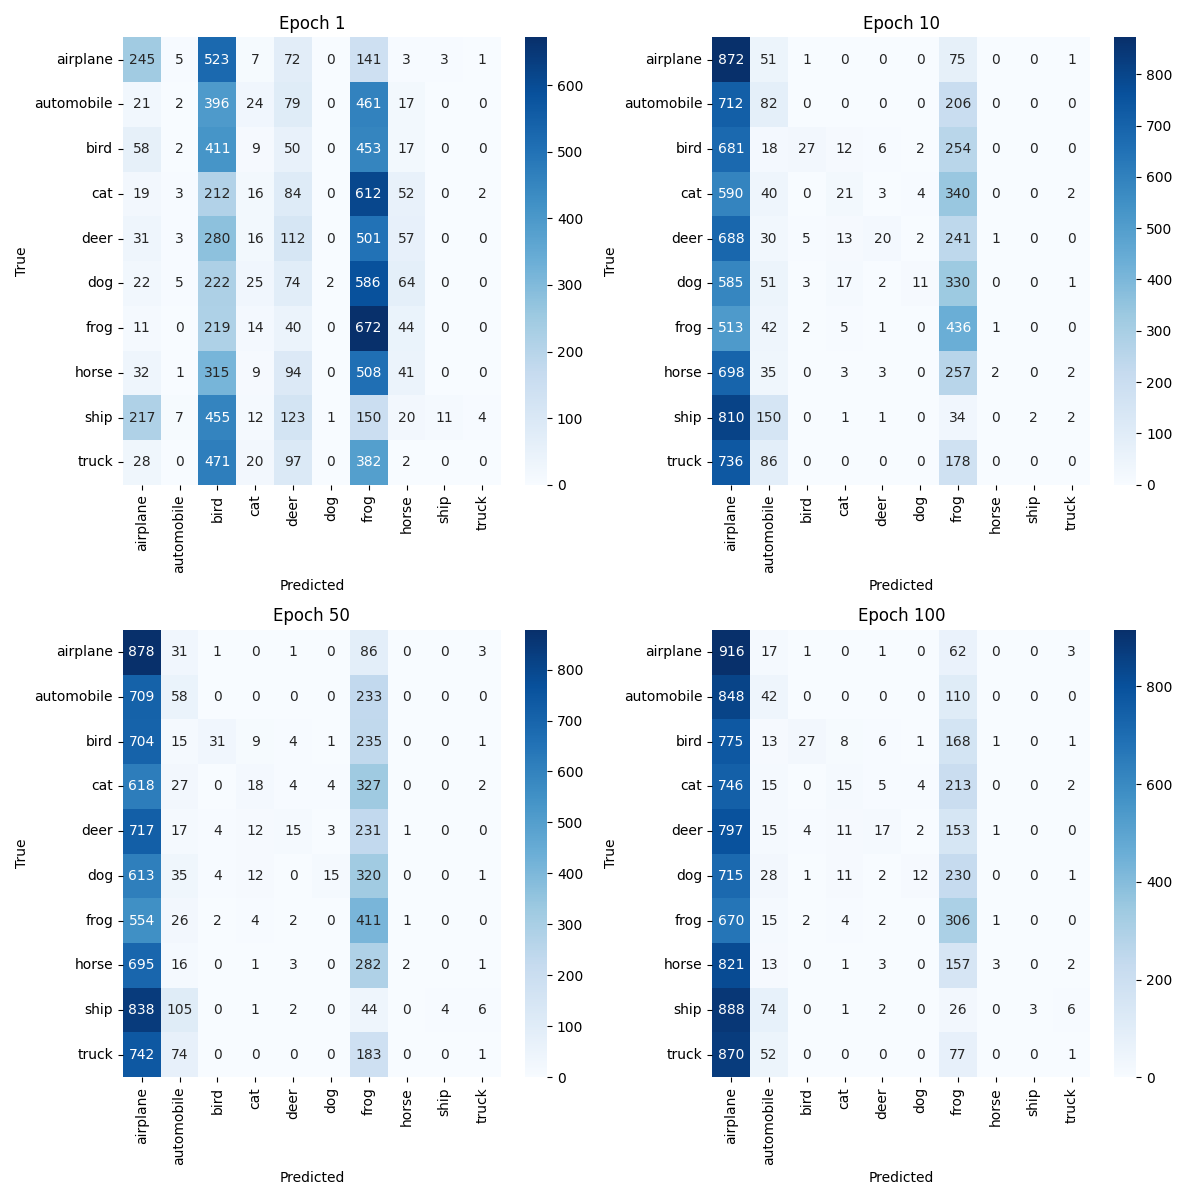 Epoch 1
airplane 245 5 523 7 72 0 141 3 3 1
automobile 21 2 396 24 79 0 461 17 0 0
bird 58 2 411 9 50 0 453 17 0 0
cat 19 3 212 16 84 0 612 52 0 2
deer 31 3 280 16 112 0 501 57 0 0
dog 22 5 222 25 74 2 586 64 0 0
frog 11 0 219 14 40 0 672 44 0 0
horse 32 1 315 9 94 0 508 41 0 0
ship 217 7 455 12 123 1 150 20 11 4
truck 28 0 471 20 97 0 382 2 0 0
airplane automobile bird cat deer dog frog horse ship truck
Predicted
True
600
500
400
300
200
100
0
Epoch 10
airplane 872 51 1 0 0 0 75 0 0 1
automobile 712 82 0 0 0 0 206 0 0 0
bird 681 18 27 12 6 2 254 0 0 0
cat 590 40 0 21 3 4 340 0 0 2
deer 688 30 5 13 20 2 241 1 0 0
dog 585 51 3 17 2 11 330 0 0 1
frog 513 42 2 5 1 0 436 1 0 0
horse 698 35 0 3 3 0 257 2 0 2
ship 810 150 0 1 1 0 34 0 2 2
truck 736 86 0 0 0 0 178 0 0 0
airplane automobile bird cat deer dog frog horse ship truck
Predicted
True
800
700
600
500
400
300
200
100
0
Epoch 50
airplane 878 31 1 0 1 0 86 0 0 3
automobile 709 58 0 0 0 0 233 0 0 0
bird 704 15 31 9 4 1 235 0 0 1
cat 618 27 0 18 4 4 327 0 0 2
deer 717 17 4 12 15 3 231 1 0 0
dog 613 35 4 12 0 15 320 0 0 1
frog 554 26 2 4 2 0 411 1 0 0
horse 695 16 0 1 3 0 282 2 0 1
ship 838 105 0 1 2 0 44 0 4 6
truck 742 74 0 0 0 0 183 0 0 1
airplane automobile bird cat deer dog frog horse ship truck
Predicted
True
800
700
600
500
400
300
200
100
0
Epoch 100
airplane 916 17 1 0 1 0 62 0 0 3
automobile 848 42 0 0 0 0 110 0 0 0
bird 775 13 27 8 6 1 168 1 0 1
cat 746 15 0 15 5 4 213 0 0 2
deer 797 15 4 11 17 2 153 1 0 0
dog 715 28 1 11 2 12 230 0 0 1
frog 670 15 2 4 2 0 306 1 0 0
horse 821 13 0 1 3 0 157 3 0 2
ship 888 74 0 1 2 0 26 0 3 6
truck 870 52 0 0 0 0 77 0 0 1
airplane automobile bird cat deer dog frog horse ship truck
Predicted
True
800
600
400
200
0